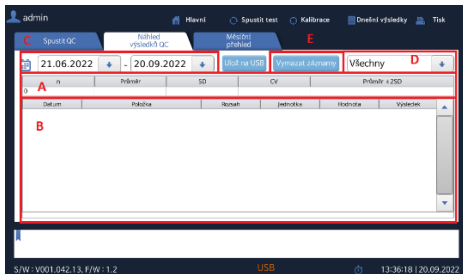 admin Hlavní Spustit test Kalibrace Dnešní výsledky Tisk
C Spustit QC Náhled výsledků QC Měsíční přehled E
21.06.2022 - 20.09.2022 Ulož na USB Vymazat záznamy Všechny D
n Průměr SD CV Průměr ±2SD
0 A
Datum Položka Rozsah Jednotka Hodnota Výsledek
B
S/W : V001.042.13, F/W : 1.2 USB 13:36:18 | 20.09.2022